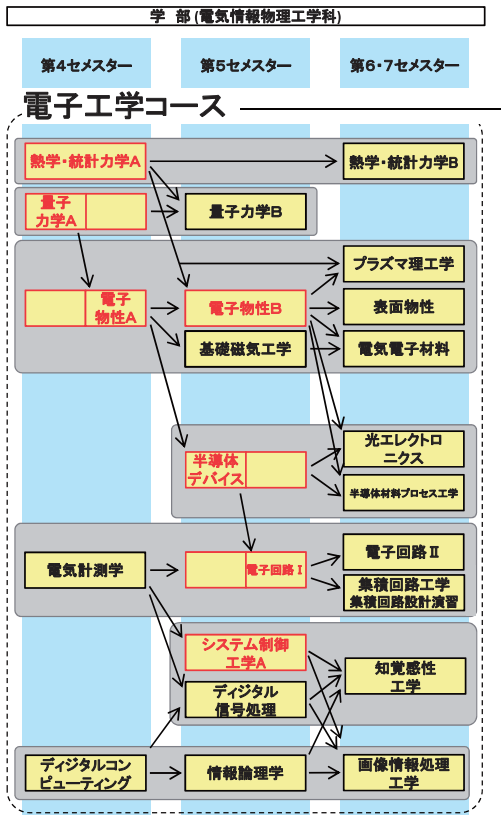 学 部 (電気情報物理工学科)
第4セメスター
第5セメスター
第6・7セメスター
電子工学コース
熱学・統計力学A
熱学・統計力学B
量子
力学A
量子力学B
プラズマ理工学
電子
物性A
電子物性B
表面物性
基礎磁気工学
電気電子材料
光エレクトロ
ニクス
半導体
デバイス
半導体材料プロセス工学
電子回路Ⅱ
電気計測学
電子回路Ⅰ
集積回路工学
集積回路設計演習
システム制御
工学A
知覚感性
工学
ディジタル
信号処理
ディジタルコン
ピューティング
情報論理学
画像情報処理
工学